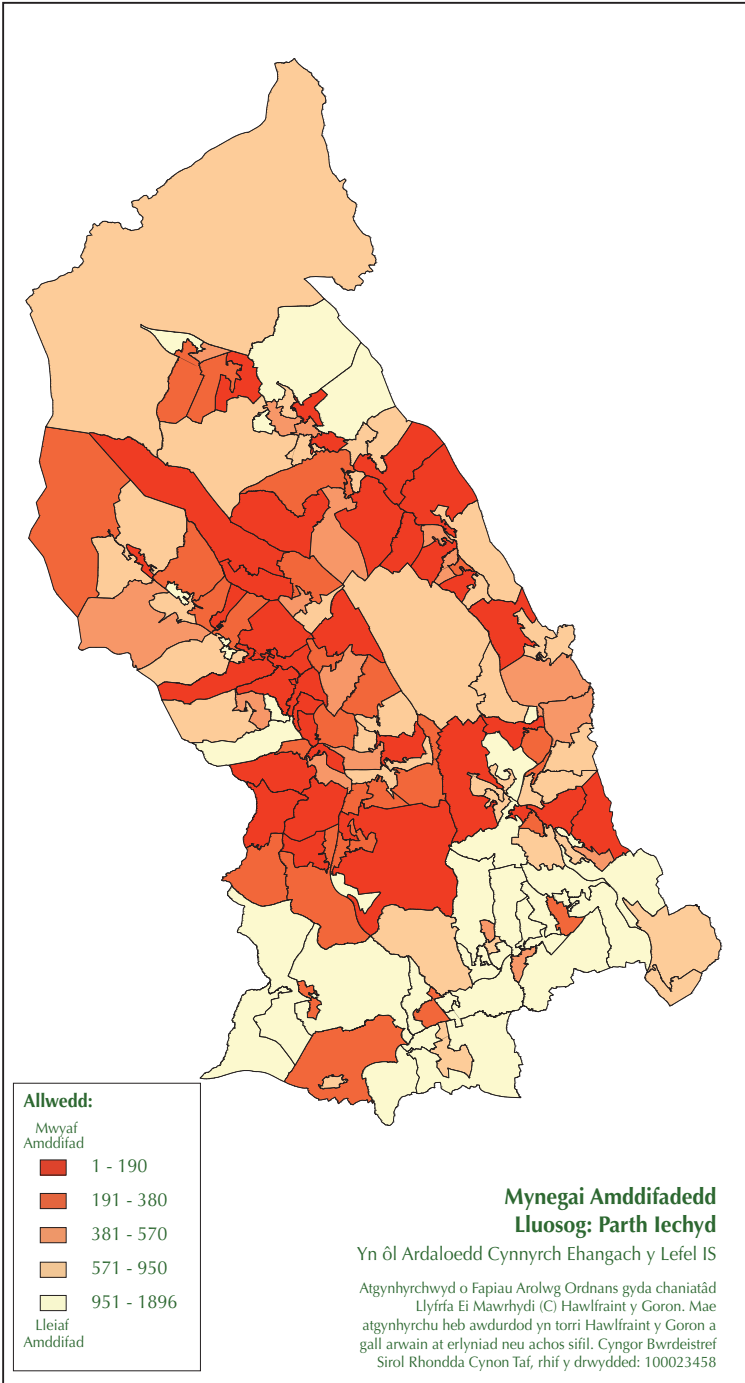 Allwedd:
Mwyaf
Amddifad
1 - 190
191 - 380
381 - 570
571 - 950
951 - 1896
Lleiaf
Amddifad
Mynegai Amddifadedd
Lluosog: Parth Iechyd
Yn ôl Ardaloedd Cynnyrch Ehangach y Lefel IS
Atgynhyrchwyd o Fapiau Arolwg Ordnans gyda chaniatâd
Llyfrfa Ei Mawrhydi (C) Hawlfraint y Goron. Mae
atgynhyrchu heb awdurdod yn torri Hawlfraint y Goron a
gall arwain at erlyniad neu achos sifil. Cyngor Bwrdeistref
Sirol Rhondda Cynon Taf, rhif y drwydded: 100023458